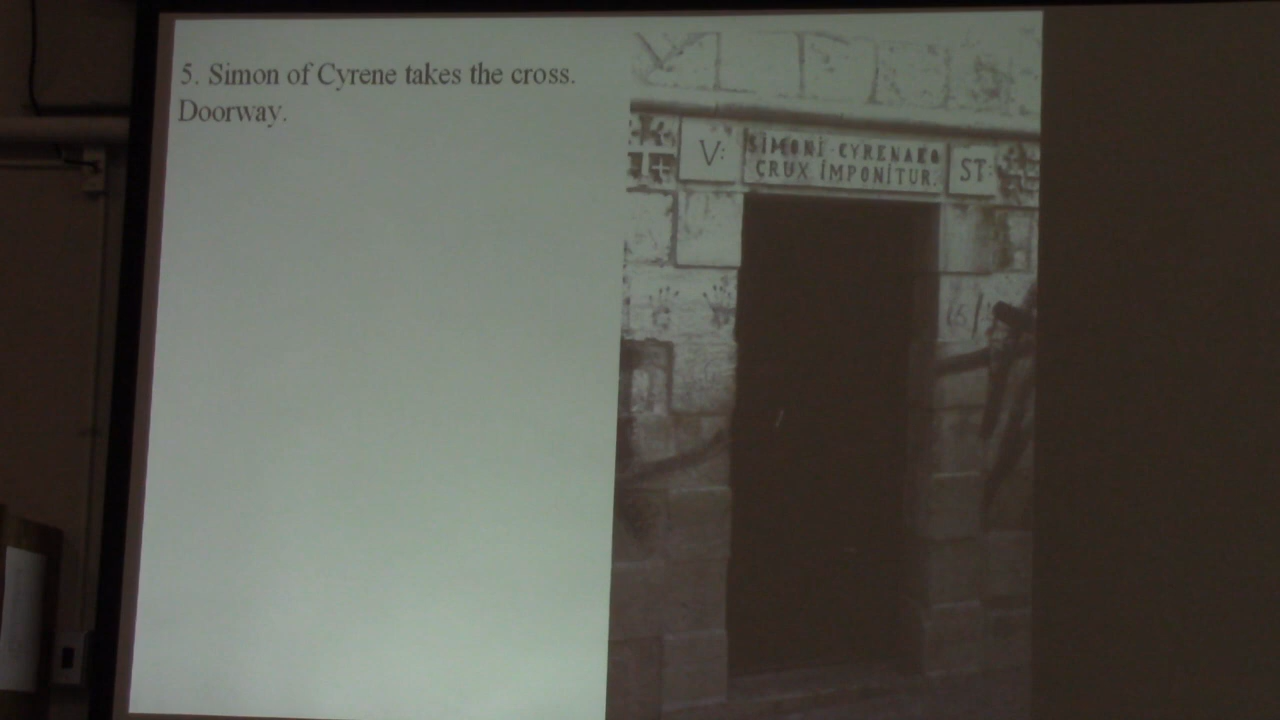 5. Simon of Cyrene takes the cross.
Doorway.
V:
SIMONI · CYRENAEO
CRUX IMPONITUR.
ST: